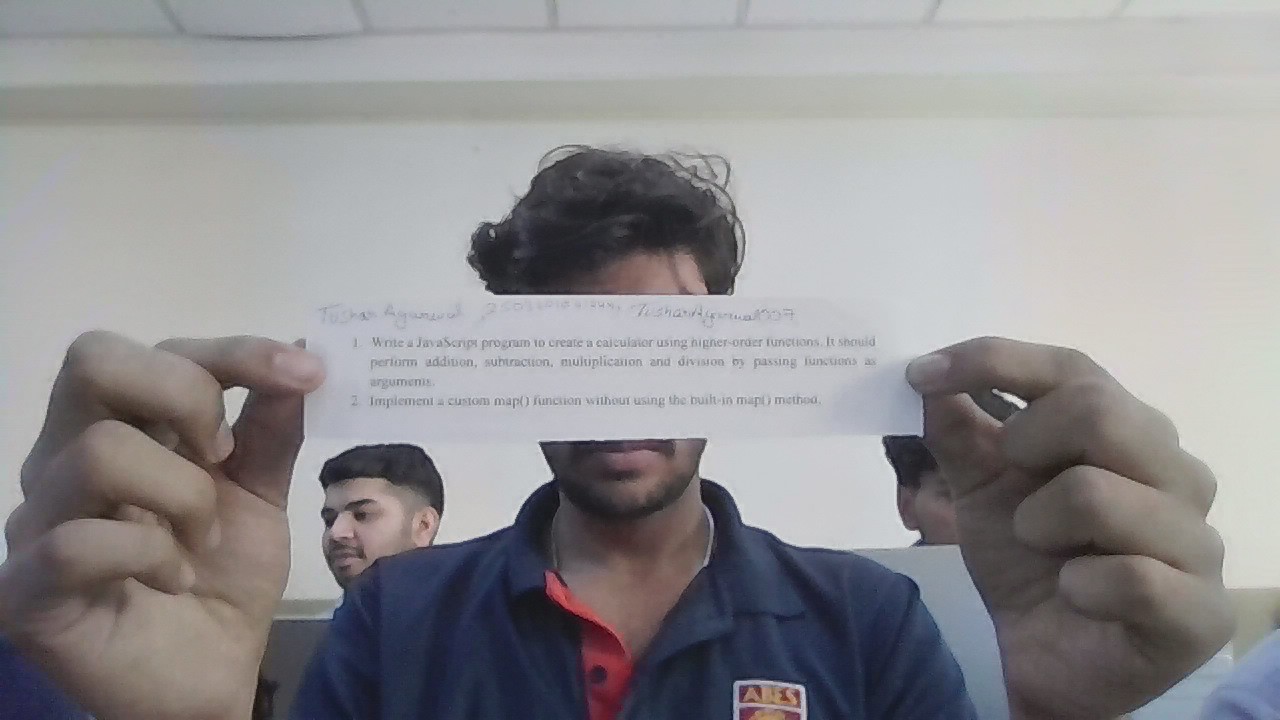 Tushar Agarwal, TusharAgarwal1337
1. Write a JavaScript program to create a calculator using higher-order functions. It should
perform addition, subtraction, multiplication and division by passing functions as
arguments.
2. Implement a custom map() function without using the built-in map() method.
ABES